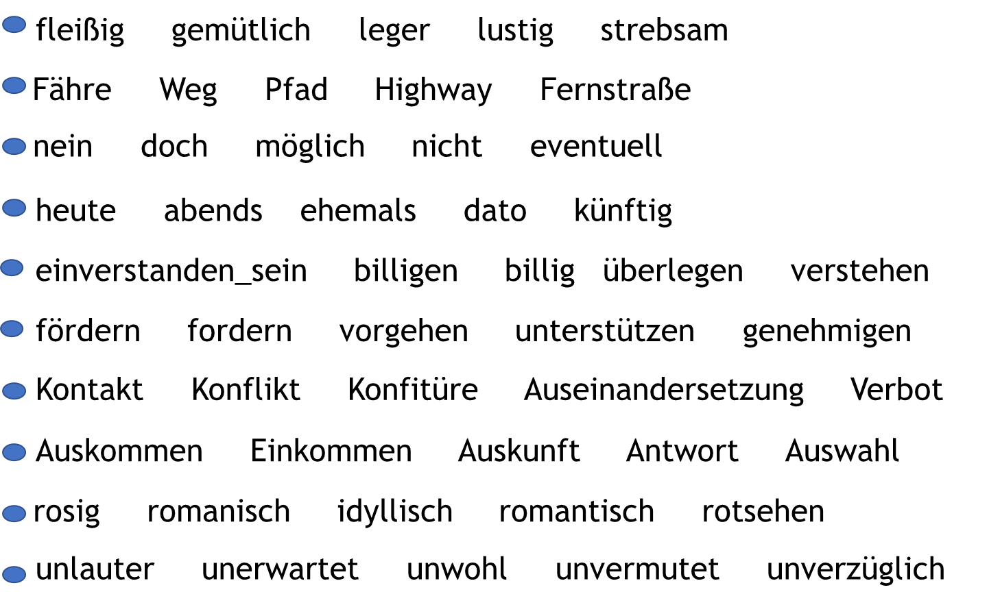 fleißig gemütlich leger lustig strebsam
Fähre Weg Pfad Highway Fernstraße
nein doch möglich nicht eventuell
heute abends ehemals dato künftig
einverstanden_sein billigen billig überlegen verstehen
fördern fordern vorgehen unterstützen genehmigen
Kontakt Konflikt Konfitüre Auseinandersetzung Verbot
Auskommen Einkommen Auskunft Antwort Auswahl
rosig romanisch idyllisch romantisch rotsehen
unlauter unerwartet unwohl unvermutet unverzüglich